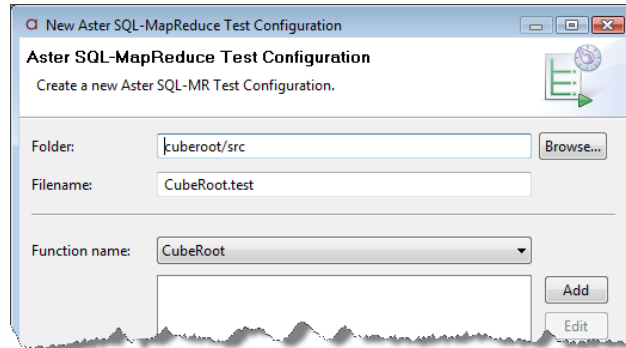 New Aster SQL-MapReduce Test Configuration
Aster SQL-MapReduce Test Configuration
Create a new Aster SQL-MR Test Configuration.
Folder: cuberoot/src Browse...
Filename: CubeRoot.test
Function name: CubeRoot
Add
Edit